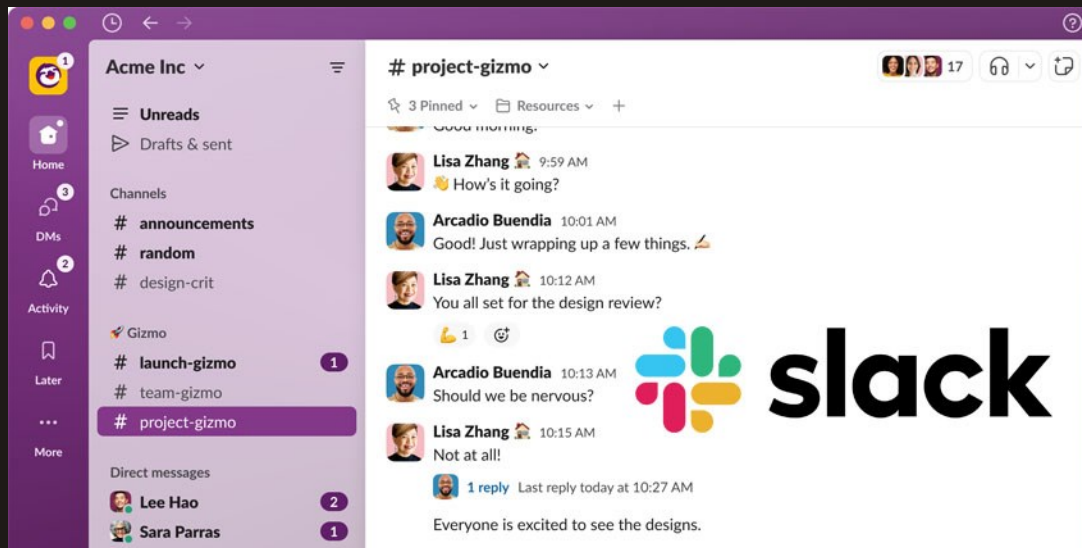 1
Home
3
DMs
2
Activity
Later
More
Acme Inc
Unreads
Drafts & sent
Channels
# announcements
# random
# design-crit
Gizmo
# launch-gizmo 1
# team-gizmo
# project-gizmo
Direct messages
Lee Hao 2
Sara Parras 1
# project-gizmo
17
3 Pinned Resources +
Good morning!
Lisa Zhang 9:59 AM
How's it going?
Arcadio Buendia 10:01 AM
Good! Just wrapping up a few things.
Lisa Zhang 10:12 AM
You all set for the design review?
1
Arcadio Buendia 10:13 AM
Should we be nervous?
Lisa Zhang 10:15 AM
Not at all!
1 reply Last reply today at 10:27 AM
Everyone is excited to see the designs.
slack